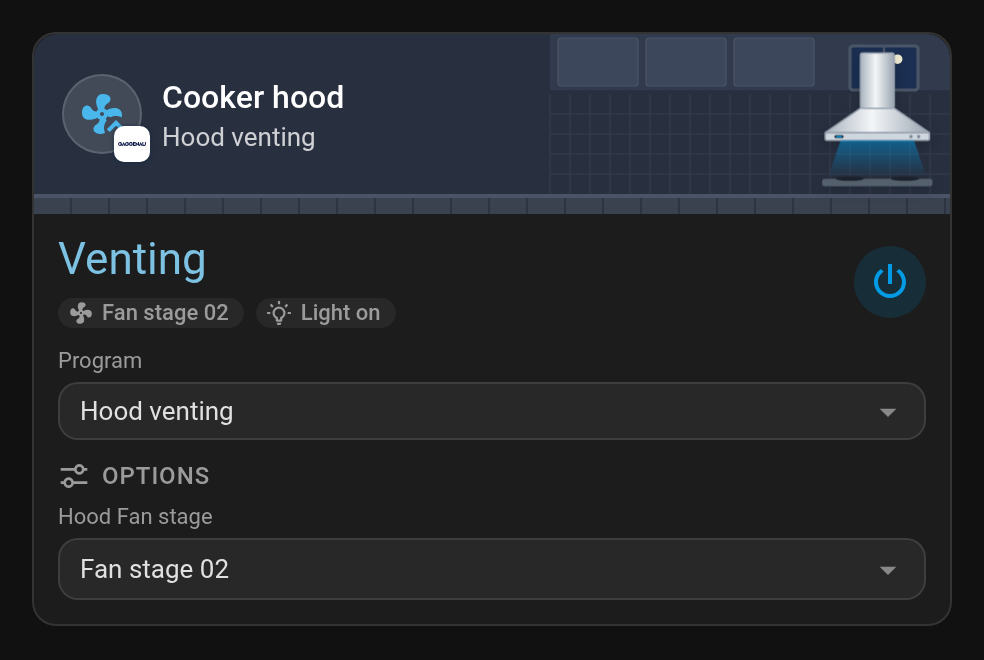 Cooker hood
Hood venting
GAGGENAU
Venting
Fan stage 02
Light on
Program
Hood venting
OPTIONS
Hood Fan stage
Fan stage 02